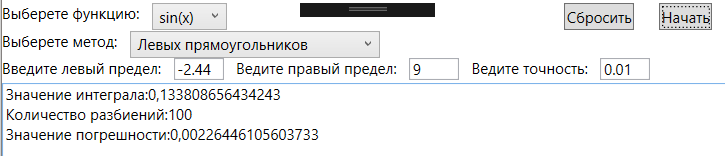 Выберете функцию: sin(x) Сбросить Начать
Выберете метод: Левых прямоугольников
Введите левый предел: -2.44 Ведите правый предел: 9 Ведите точность: 0.01
Значение интеграла:0,133808656434243
Количество разбиений:100
Значение погрешности:0,00226446105603733